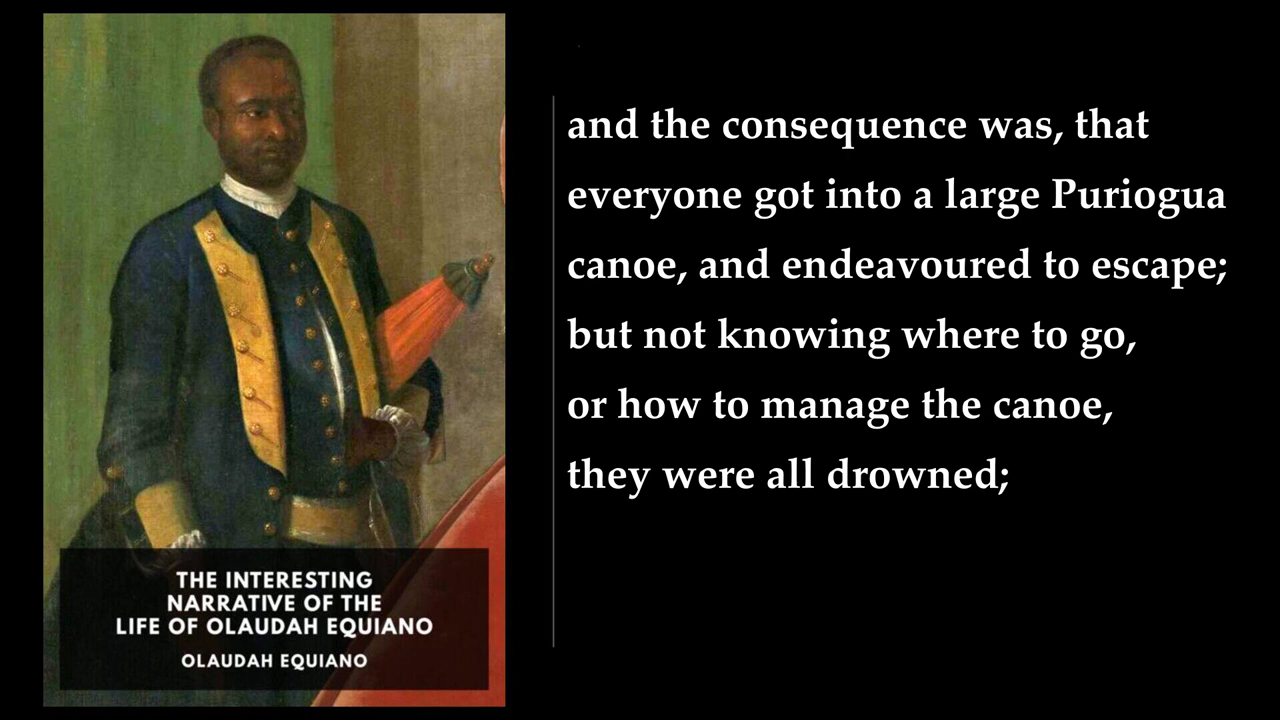 THE INTERESTING
NARRATIVE OF THE
LIFE OF OLAUDAH EQUIANO
OLAUDAH EQUIANO
and the consequence was, that
everyone got into a large Puriogua
canoe, and endeavoured to escape;
but not knowing where to go,
or how to manage the canoe,
they were all drowned;